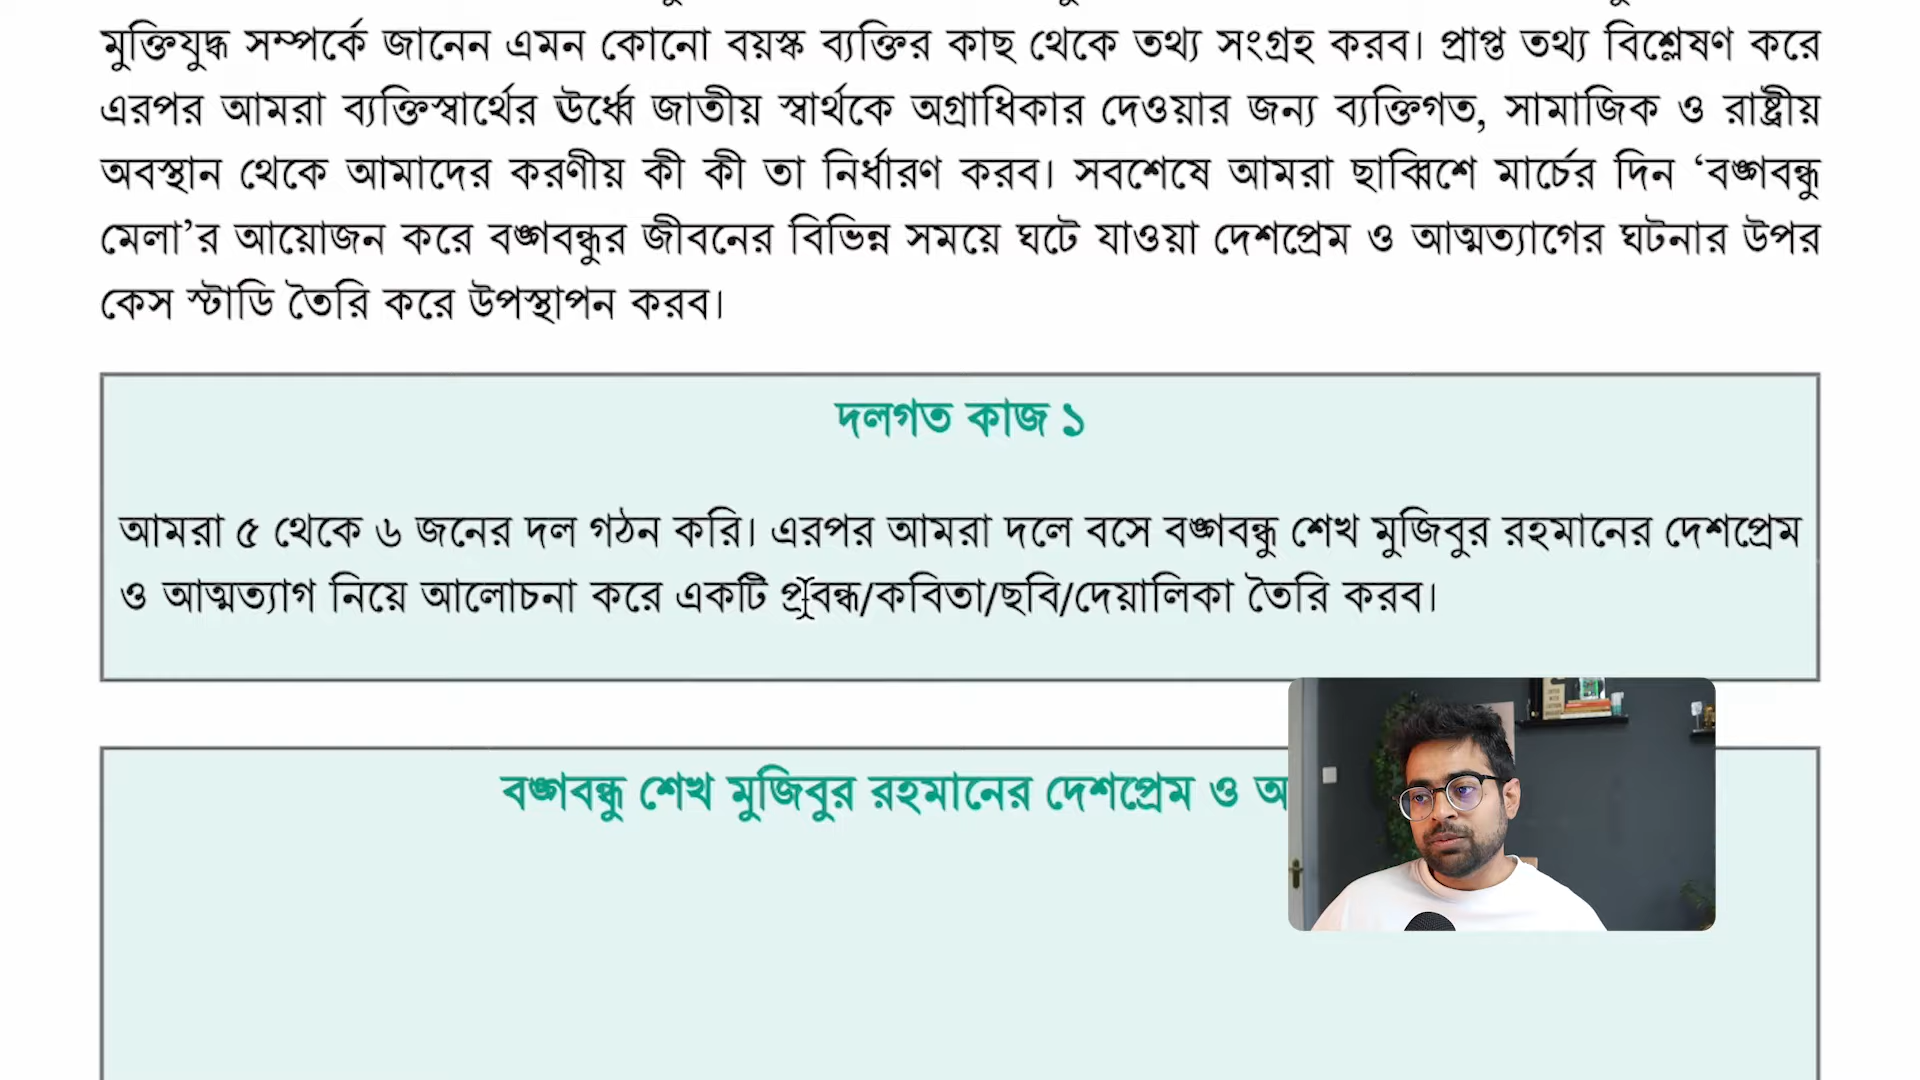 মুক্তিযুদ্ধ সম্পর্কে জানেন এমন কোনো বয়স্ক ব্যক্তির কাছ থেকে তথ্য সংগ্রহ করব। প্রাপ্ত তথ্য বিশ্লেষণ করে
এরপর আমরা ব্যক্তিস্বার্থের ঊর্ধ্বে জাতীয় স্বার্থকে অগ্রাধিকার দেওয়ার জন্য ব্যক্তিগত, সামাজিক ও রাষ্ট্রীয়
অবস্থান থেকে আমাদের করণীয় কী কী তা নির্ধারণ করব। সবশেষে আমরা ছাব্বিশে মার্চের দিন ‘বঙ্গবন্ধু
মেলা’র আয়োজন করে বঙ্গবন্ধুর জীবনের বিভিন্ন সময়ে ঘটে যাওয়া দেশপ্রেম ও আত্মত্যাগের ঘটনার উপর
কেস স্টাডি তৈরি করে উপস্থাপন করব।
দলগত কাজ ১
আমরা ৫ থেকে ৬ জনের দল গঠন করি। এরপর আমরা দলে বসে বঙ্গবন্ধু শেখ মুজিবুর রহমানের দেশপ্রেম
ও আত্মত্যাগ নিয়ে আলোচনা করে একটি প্রবন্ধ/কবিতা/ছবি/দেয়ালিকা তৈরি করব।
বঙ্গবন্ধু শেখ মুজিবুর রহমানের দেশপ্রেম ও